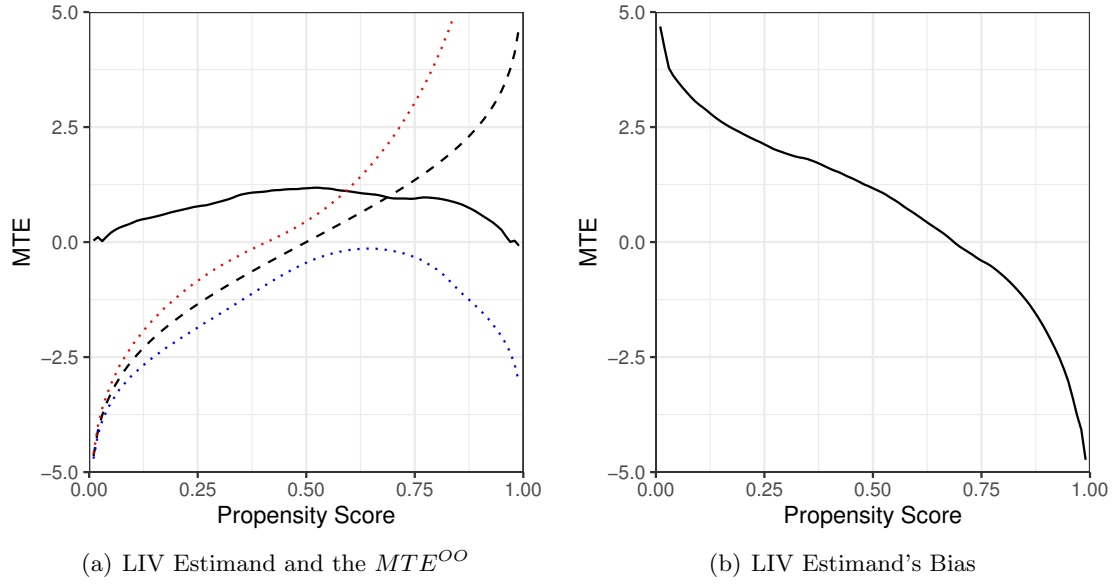 5.0
2.5
0.0
−2.5
−5.0
MTE
0.00 0.25 0.50 0.75 1.00
Propensity Score
(a) LIV Estimand and the MTE^OO
5.0
2.5
0.0
−2.5
−5.0
MTE
0.00 0.25 0.50 0.75 1.00
Propensity Score
(b) LIV Estimand's Bias